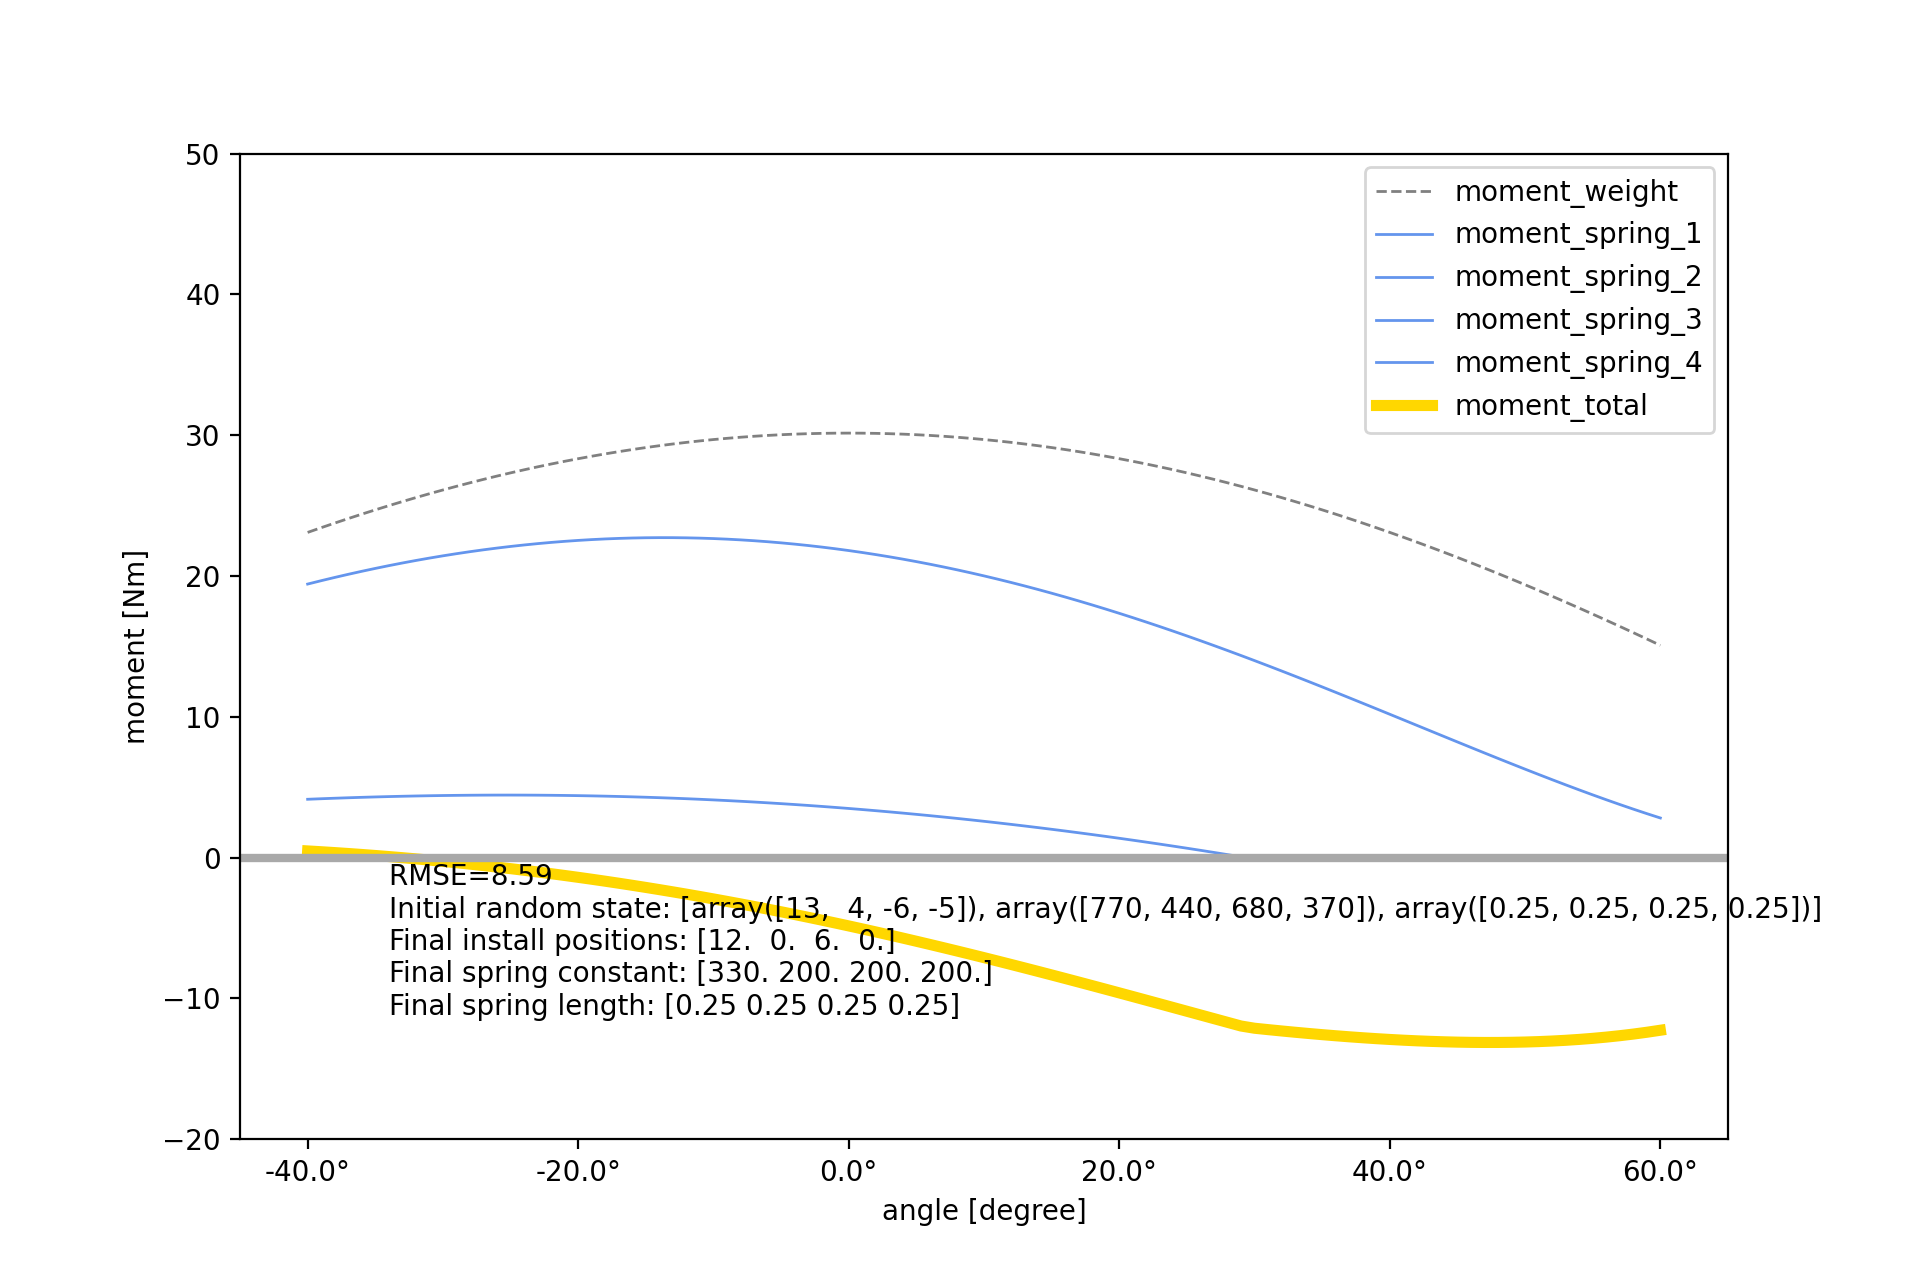 50
40
30
20
10
0
−10
−20
moment [Nm]
moment_weight
moment_spring_1
moment_spring_2
moment_spring_3
moment_spring_4
moment_total
RMSE=8.59
Initial random state: [array([13,  4, -6, -5]), array([770, 440, 680, 370]), array([0.25, 0.25, 0.25, 0.25])]
Final install positions: [12.  0.  6.  0.]
Final spring constant: [330. 200. 200. 200.]
Final spring length: [0.25 0.25 0.25 0.25]
-40.0° -20.0° 0.0° 20.0° 40.0° 60.0°
angle [degree]